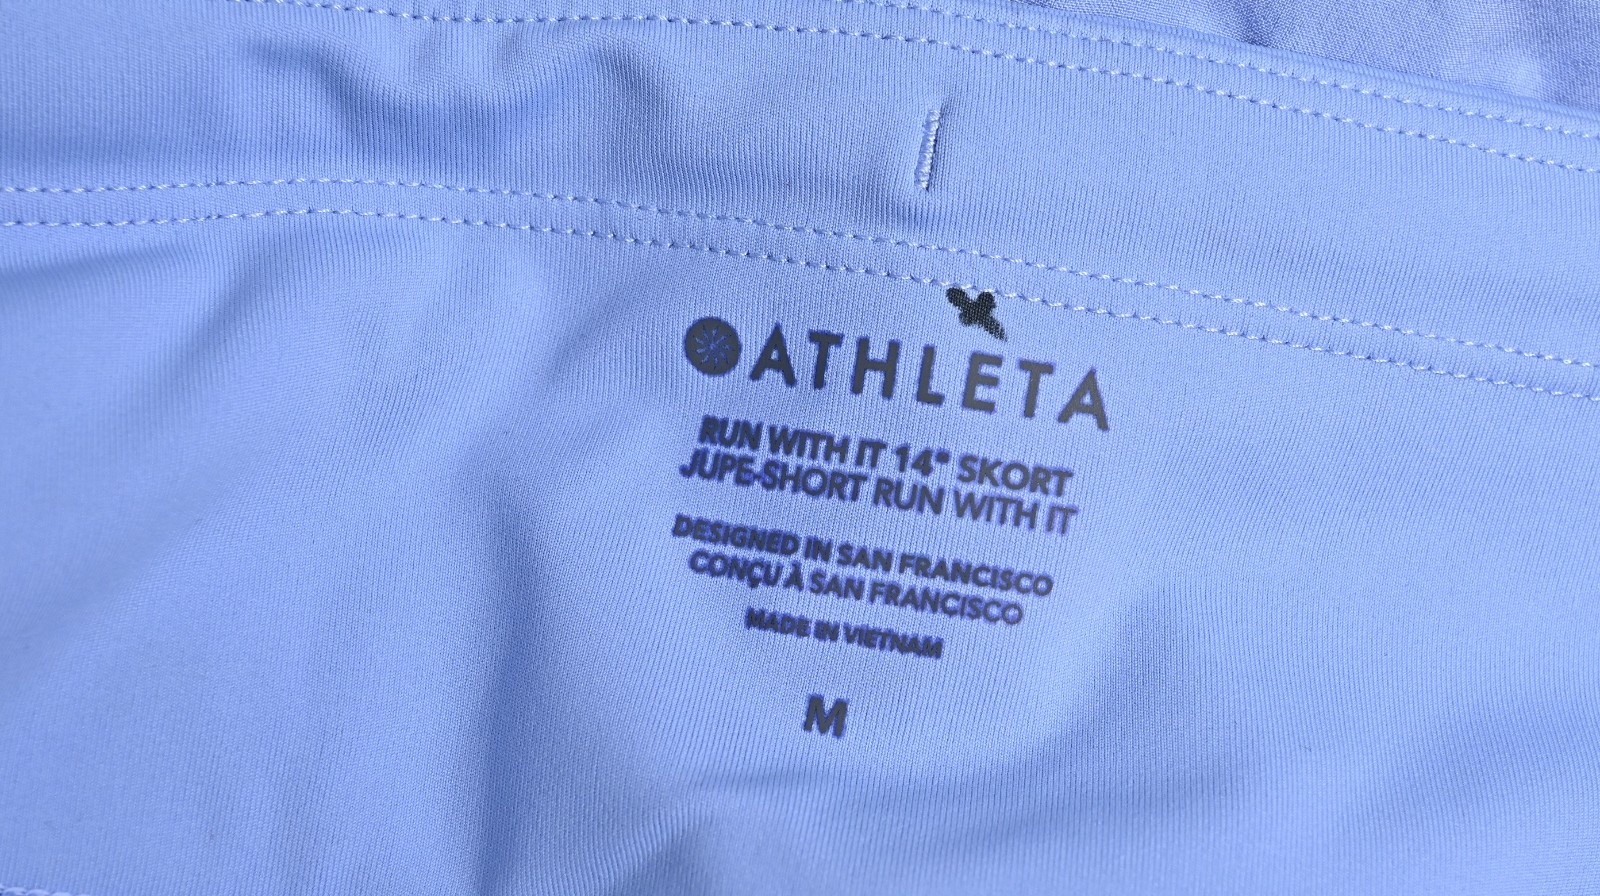 ATHLETA
RUN WITH IT 14" SKORT
JUPE-SHORT RUN WITH IT
DESIGNED IN SAN FRANCISCO
CONÇU À SAN FRANCISCO
MADE IN VIETNAM
M